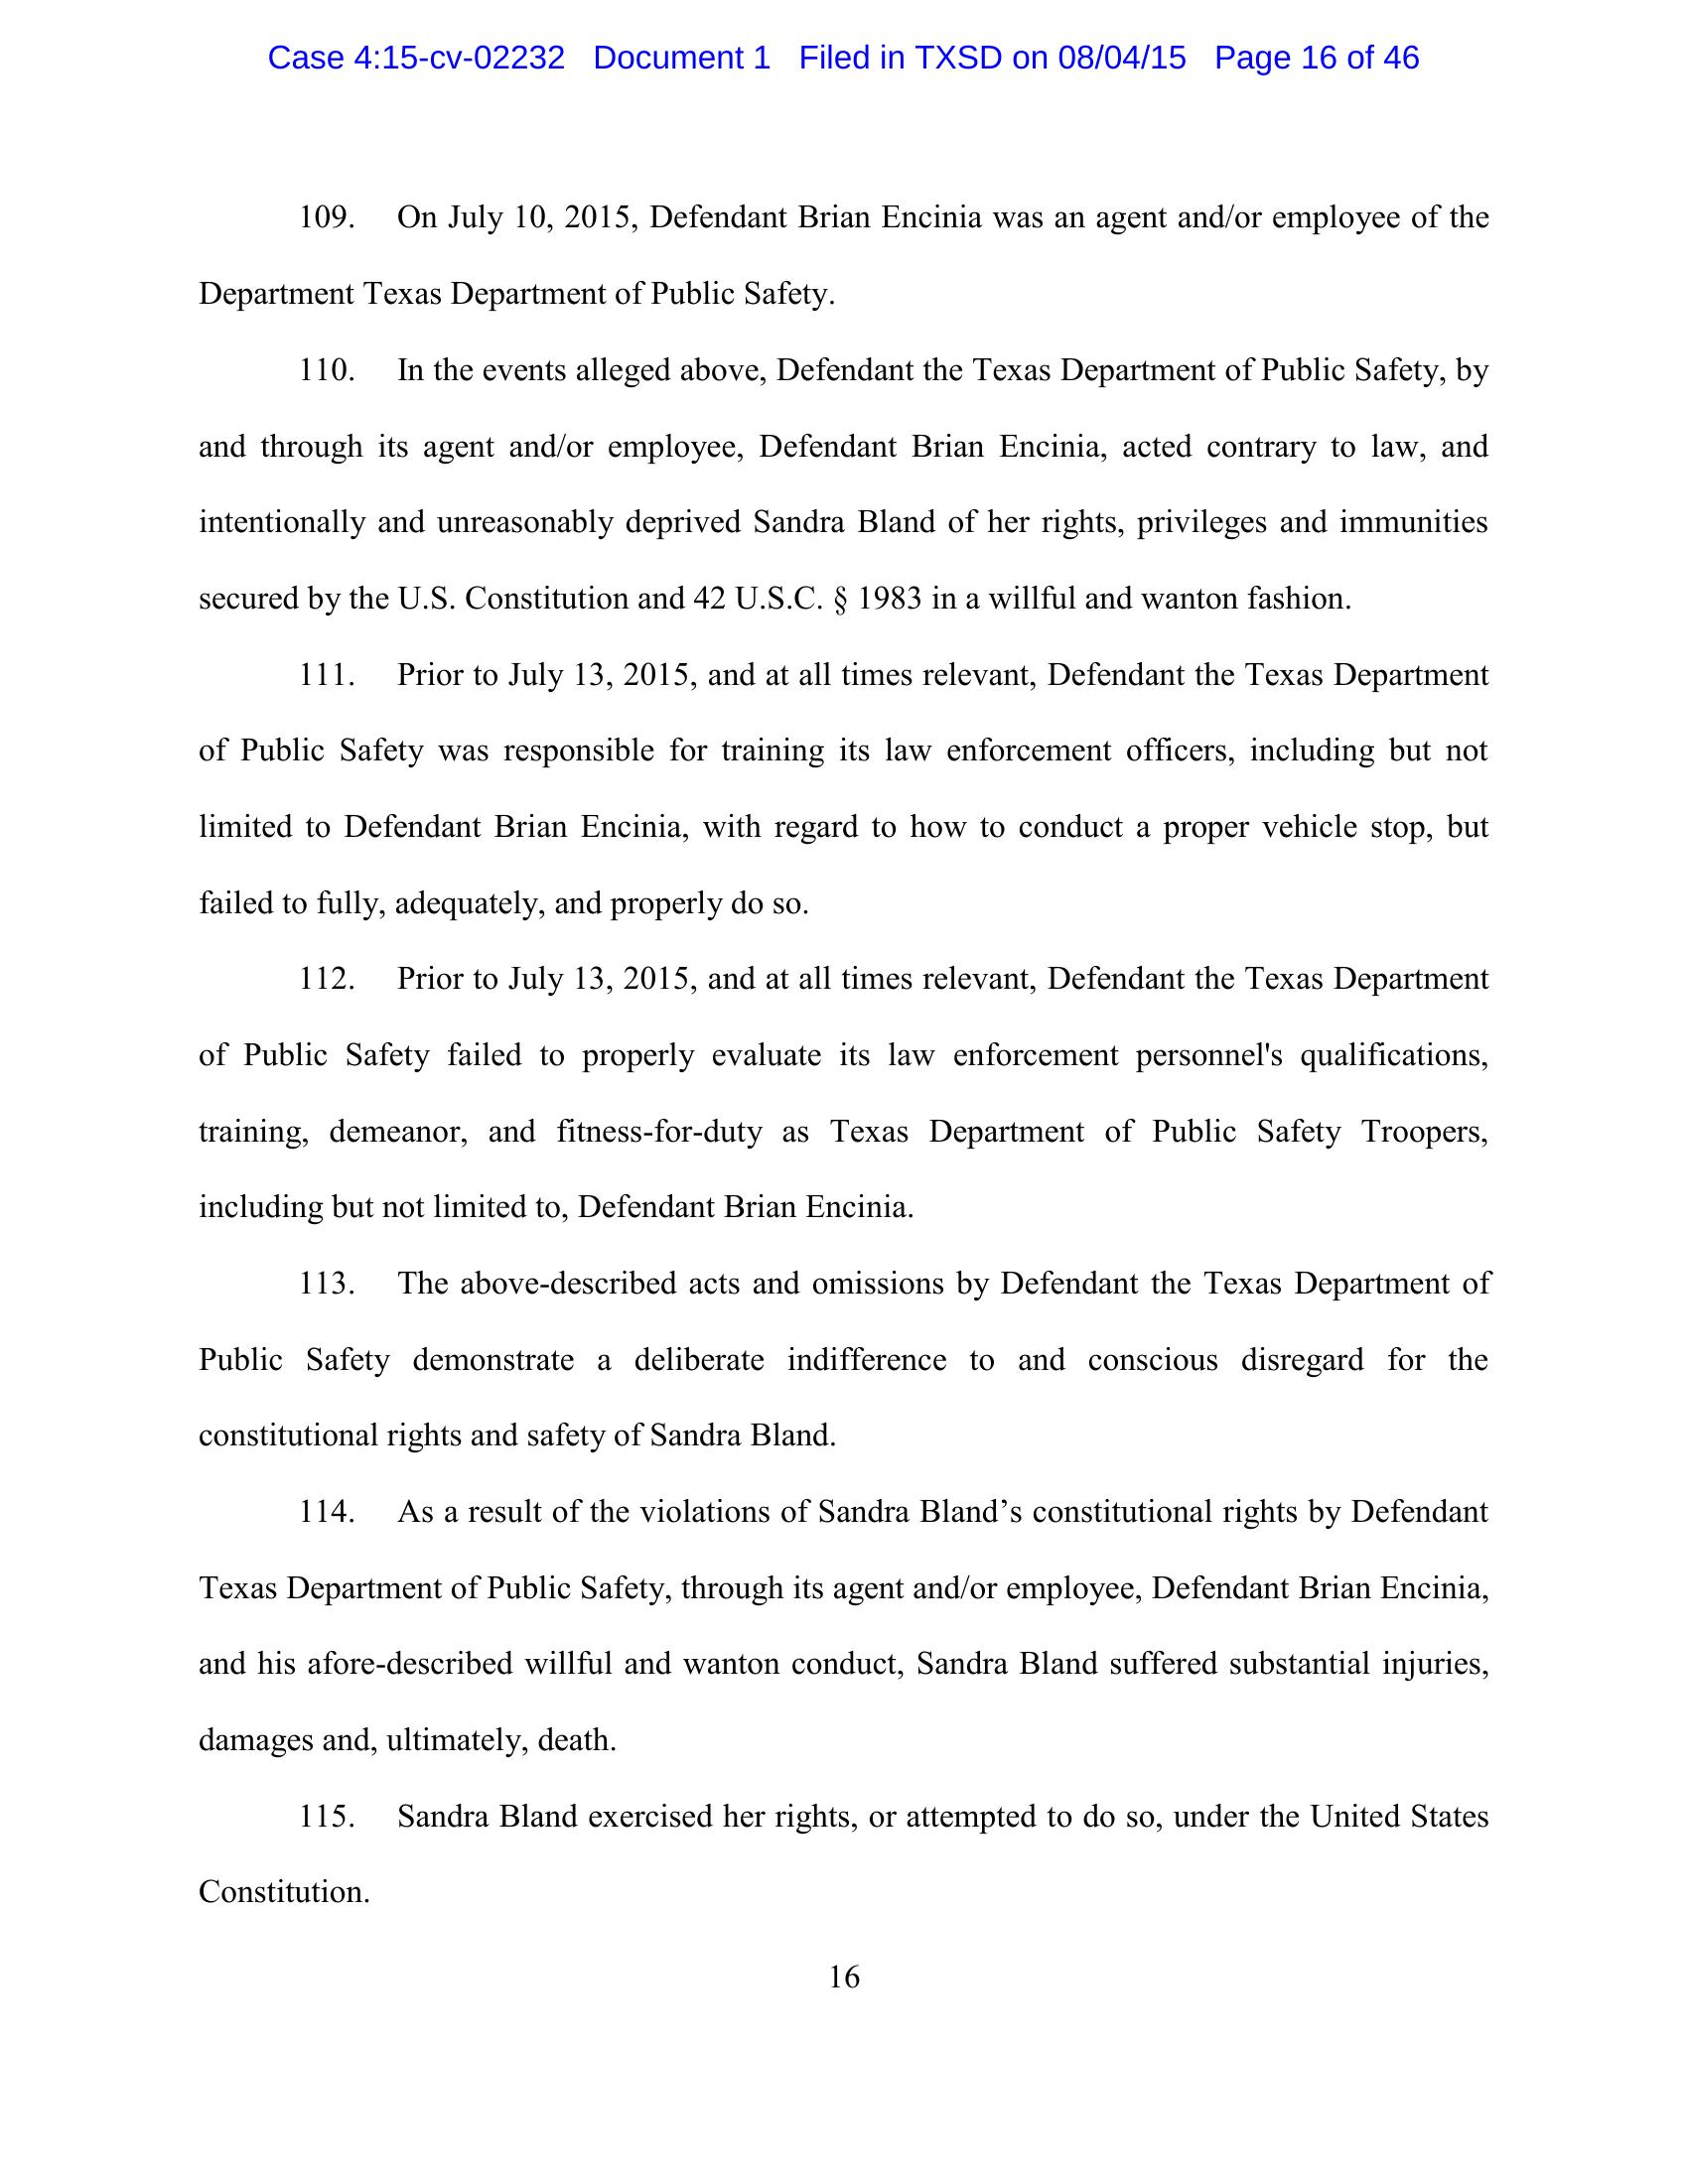 Case 4:15-cv-02232 Document 1 Filed in TXSD on 08/04/15 Page 16 of 46
109. On July 10, 2015, Defendant Brian Encinia was an agent and/or employee of the
Department Texas Department of Public Safety.
110. In the events alleged above, Defendant the Texas Department of Public Safety, by
and through its agent and/or employee, Defendant Brian Encinia, acted contrary to law, and
intentionally and unreasonably deprived Sandra Bland of her rights, privileges and immunities
secured by the U.S. Constitution and 42 U.S.C. § 1983 in a willful and wanton fashion.
111. Prior to July 13, 2015, and at all times relevant, Defendant the Texas Department
of Public Safety was responsible for training its law enforcement officers, including but not
limited to Defendant Brian Encinia, with regard to how to conduct a proper vehicle stop, but
failed to fully, adequately, and properly do so.
112. Prior to July 13, 2015, and at all times relevant, Defendant the Texas Department
of Public Safety failed to properly evaluate its law enforcement personnel's qualifications,
training, demeanor, and fitness-for-duty as Texas Department of Public Safety Troopers,
including but not limited to, Defendant Brian Encinia.
113. The above-described acts and omissions by Defendant the Texas Department of
Public Safety demonstrate a deliberate indifference to and conscious disregard for the
constitutional rights and safety of Sandra Bland.
114. As a result of the violations of Sandra Bland’s constitutional rights by Defendant
Texas Department of Public Safety, through its agent and/or employee, Defendant Brian Encinia,
and his afore-described willful and wanton conduct, Sandra Bland suffered substantial injuries,
damages and, ultimately, death.
115. Sandra Bland exercised her rights, or attempted to do so, under the United States
Constitution.
16